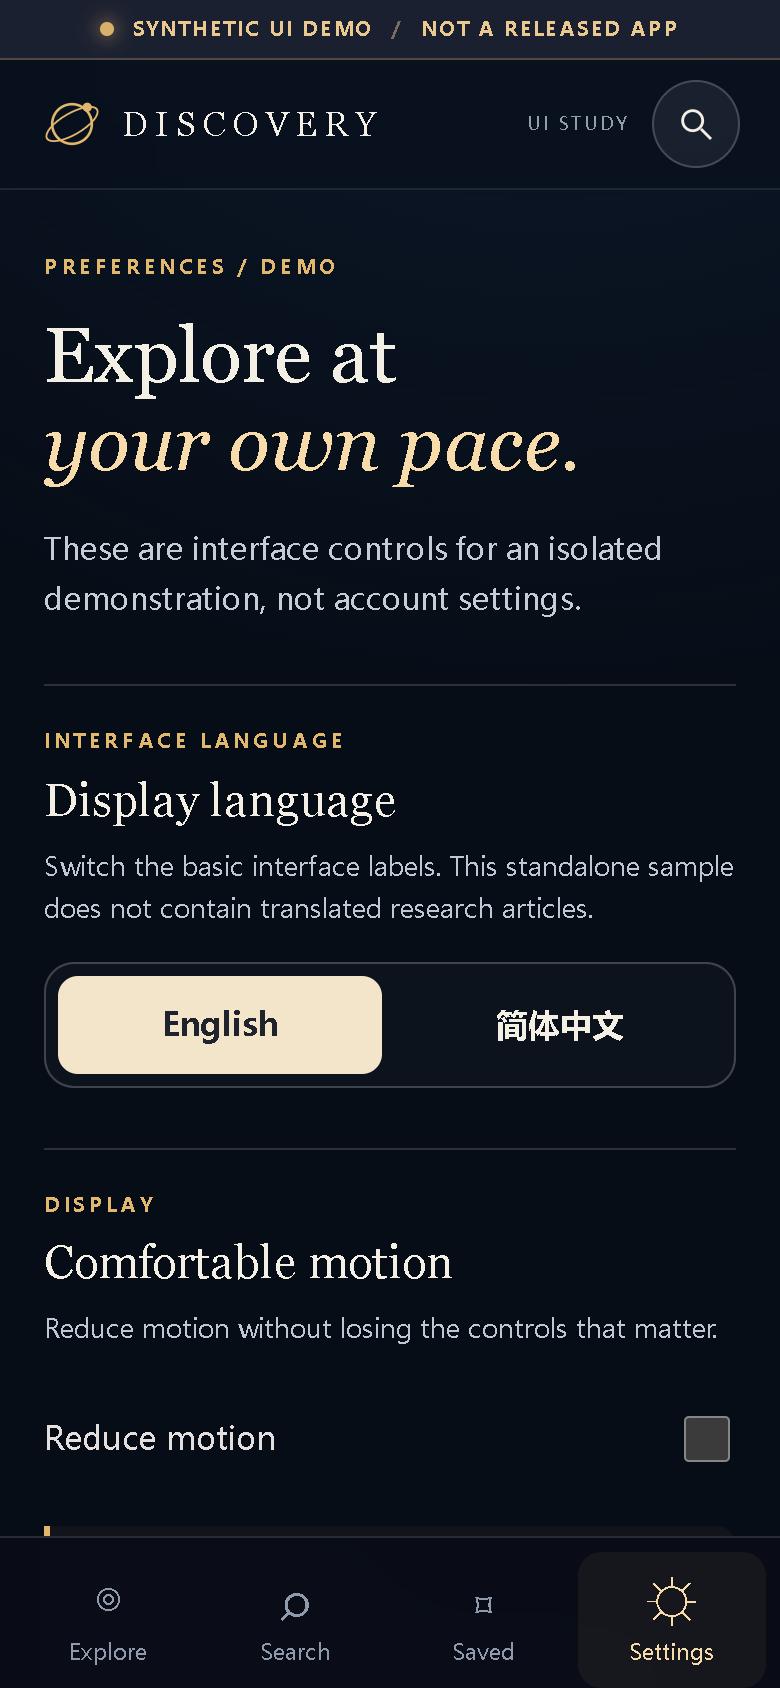 SYNTHETIC UI DEMO / NOT A RELEASED APP
DISCOVERY
UI STUDY
PREFERENCES / DEMO
Explore at
your own pace.
These are interface controls for an isolated
demonstration, not account settings.
INTERFACE LANGUAGE
Display language
Switch the basic interface labels. This standalone sample
does not contain translated research articles.
English
简体中文
DISPLAY
Comfortable motion
Reduce motion without losing the controls that matter.
Reduce motion
Explore
Search
Saved
Settings